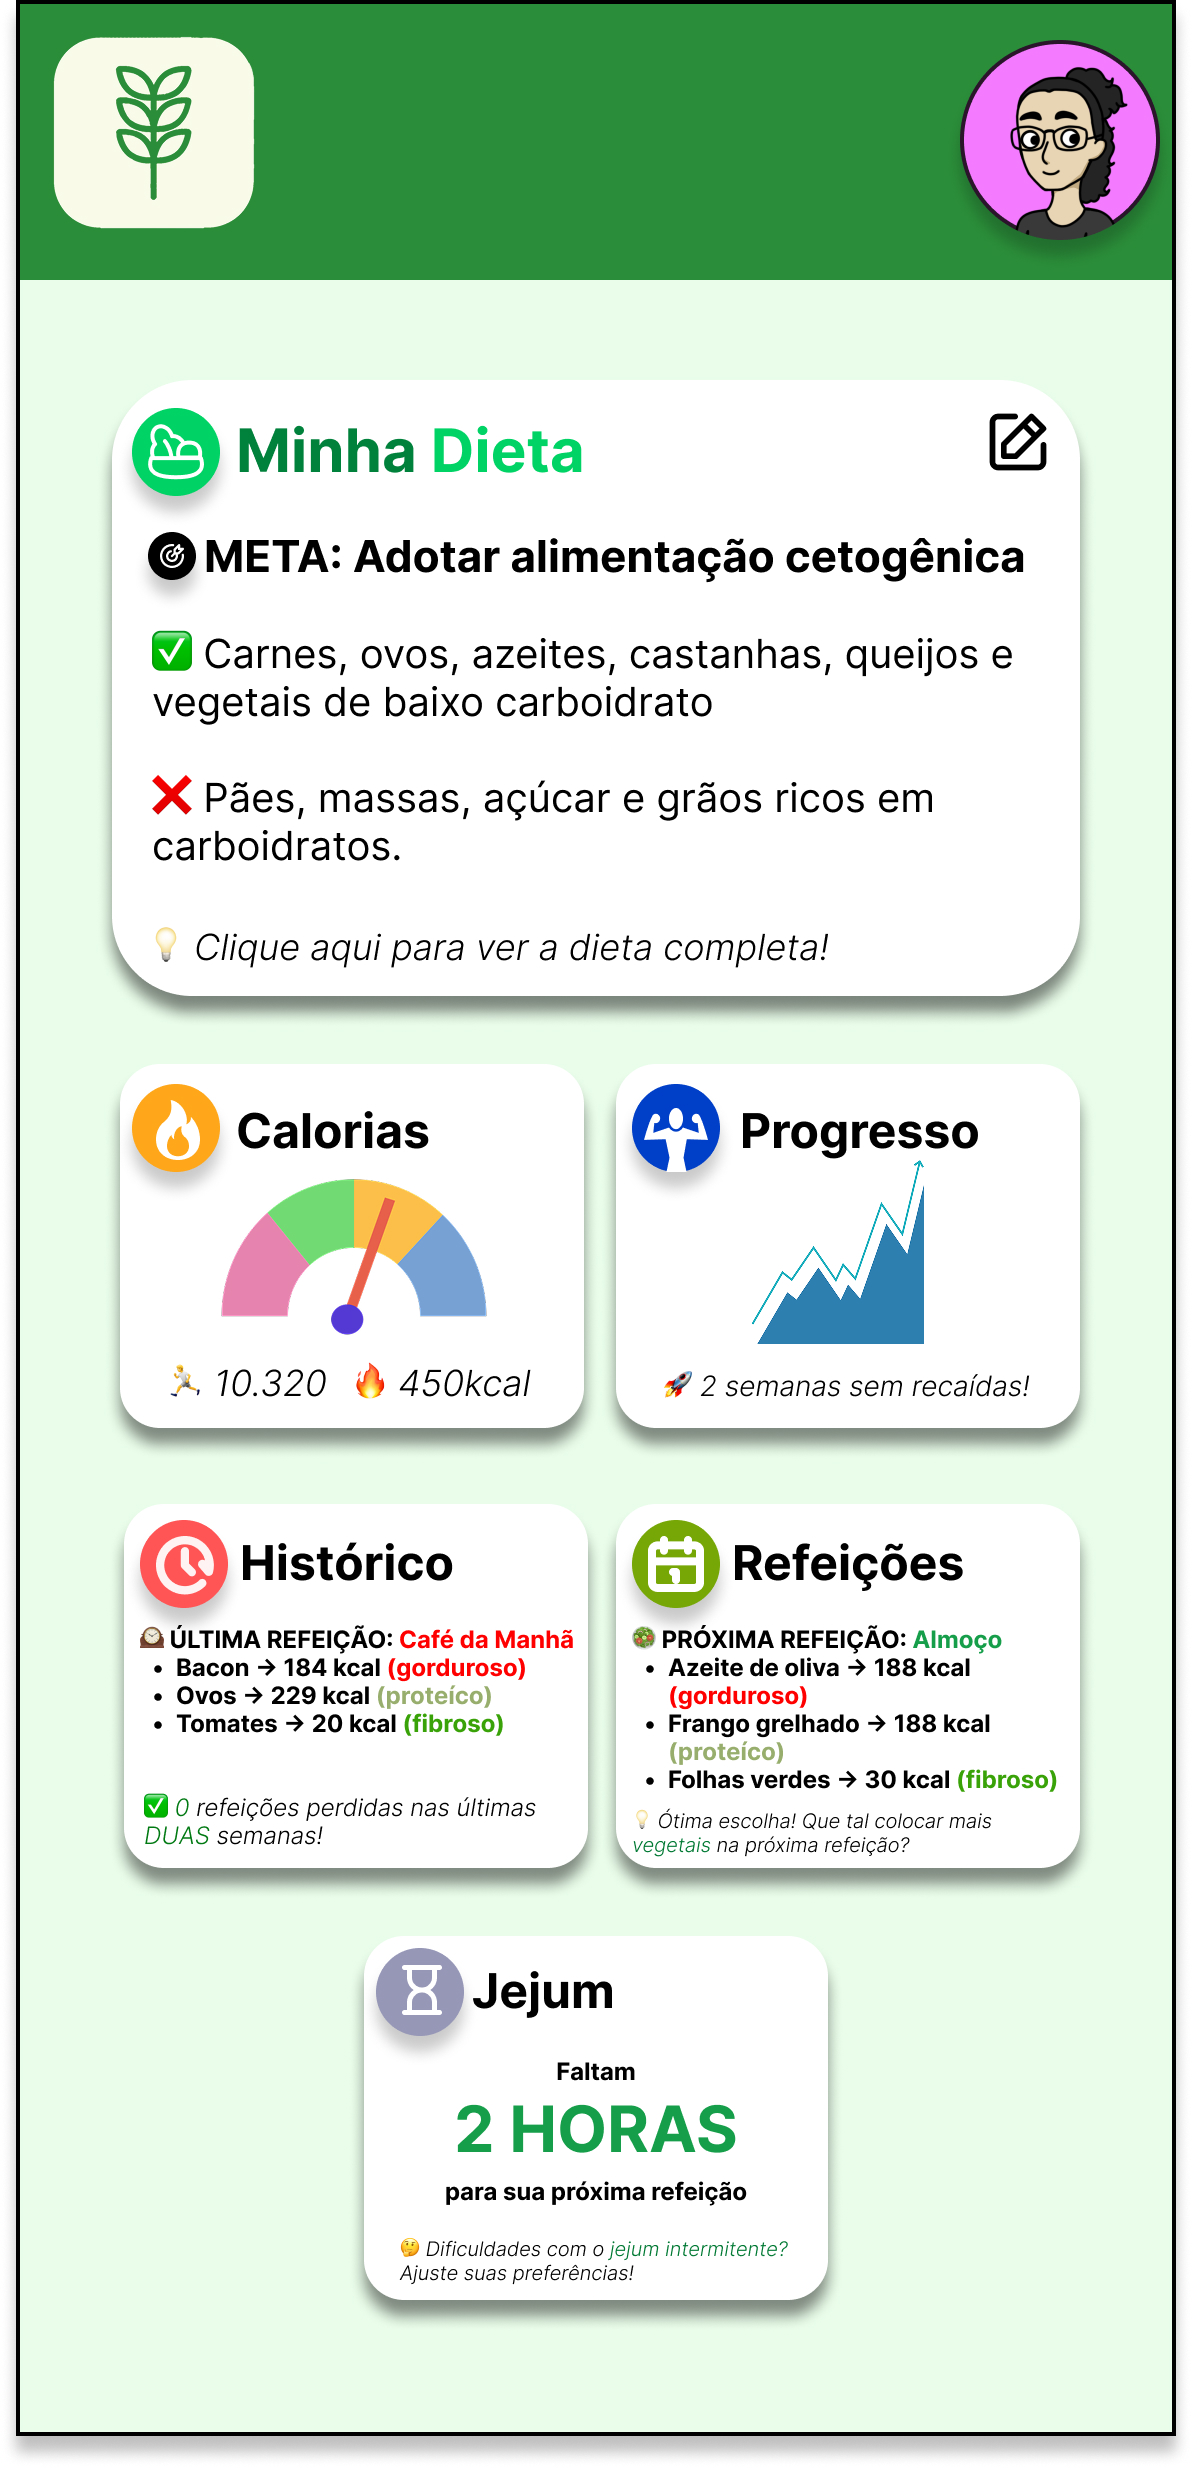 Minha Dieta
META: Adotar alimentação cetogênica
✅ Carnes, ovos, azeites, castanhas, queijos e
vegetais de baixo carboidrato
❌ Pães, massas, açúcar e grãos ricos em
carboidratos.
💡 Clique aqui para ver a dieta completa!
Calorias
🏃 10.320 🔥 450kcal
Progresso
🚀 2 semanas sem recaídas!
Histórico
🕰️ ÚLTIMA REFEIÇÃO: Café da Manhã
• Bacon → 184 kcal (gorduroso)
• Ovos → 229 kcal (proteíco)
• Tomates → 20 kcal (fibroso)
✅ 0 refeições perdidas nas últimas
DUAS semanas!
Refeições
🥗 PRÓXIMA REFEIÇÃO: Almoço
• Azeite de oliva → 188 kcal
(gorduroso)
• Frango grelhado → 188 kcal
(proteíco)
• Folhas verdes → 30 kcal (fibroso)
💡 Ótima escolha! Que tal colocar mais
vegetais na próxima refeição?
Jejum
Faltam
2 HORAS
para sua próxima refeição
🤔 Dificuldades com o jejum intermitente?
Ajuste suas preferências!